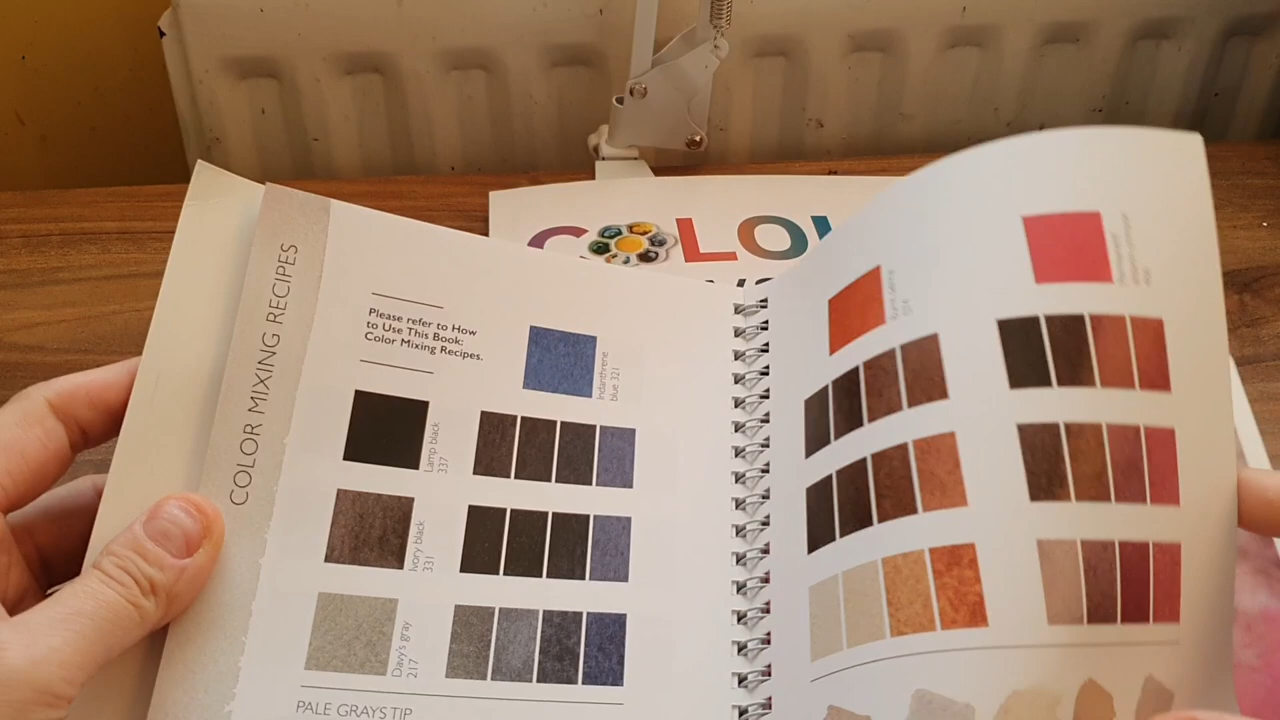 COLOR MIXING RECIPES
Please refer to How
to Use This Book:
Color Mixing Recipes.
Indanthrene
blue 321
Lamp black
337
Ivory black
331
Davy's gray
217
PALE GRAYS TIP